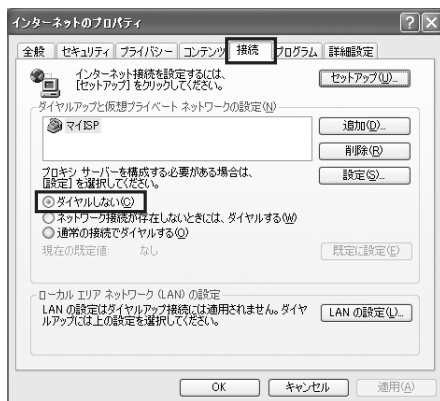 インターネットのプロパティ
全般 セキュリティ プライバシー コンテンツ 接続 プログラム 詳細設定
インターネット接続を設定するには、
[セットアップ] をクリックしてください。
セットアップ(U)...
ダイヤルアップと仮想プライベート ネットワークの設定(N)
マイISP
追加(D)...
削除(R)
プロキシ サーバーを構成する必要がある場合は、
[設定] を選択してください。
設定(S)...
ダイヤルしない(C)
ネットワーク接続が存在しないときには、ダイヤルする(W)
通常の接続でダイヤルする(O)
現在の既定値: なし
既定に設定(E)
ローカル エリア ネットワーク (LAN) の設定
LAN の設定はダイヤルアップ接続には適用されません。ダイヤ
ルアップには上の設定を選択してください。
LAN の設定(L)...
OK キャンセル 適用(A)